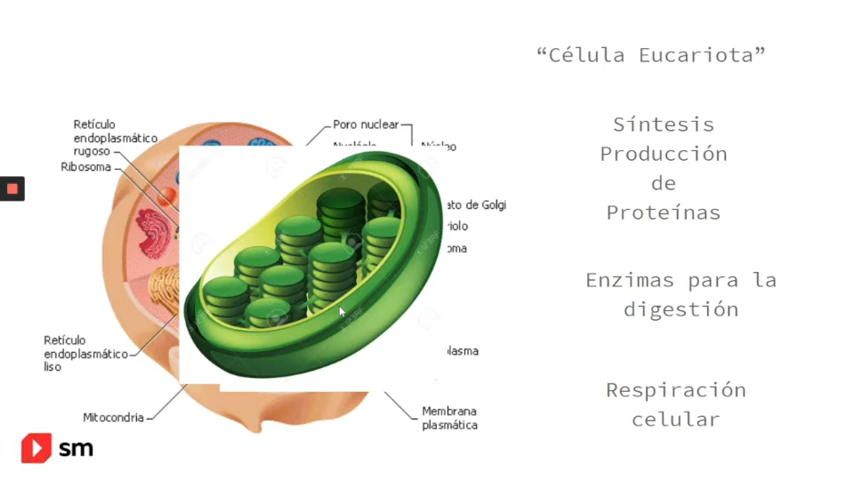 “Célula Eucariota”
Retículo
endoplasmático
rugoso
Ribosoma
Poro nuclear
Síntesis
Producción
de
Proteínas
Enzimas para la
digestión
Retículo
endoplasmático
liso
Mitocondria
Membrana
plasmática
Respiración
celular
sm